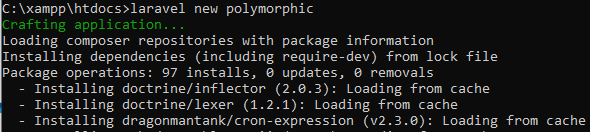 C:\xampp\htdocs>laravel new polymorphic
Crafting application...
Loading composer repositories with package information
Installing dependencies (including require-dev) from lock file
Package operations: 97 installs, 0 updates, 0 removals
  - Installing doctrine/inflector (2.0.3): Loading from cache
  - Installing doctrine/lexer (1.2.1): Loading from cache
  - Installing dragonmantank/cron-expression (v2.3.0): Loading from cache